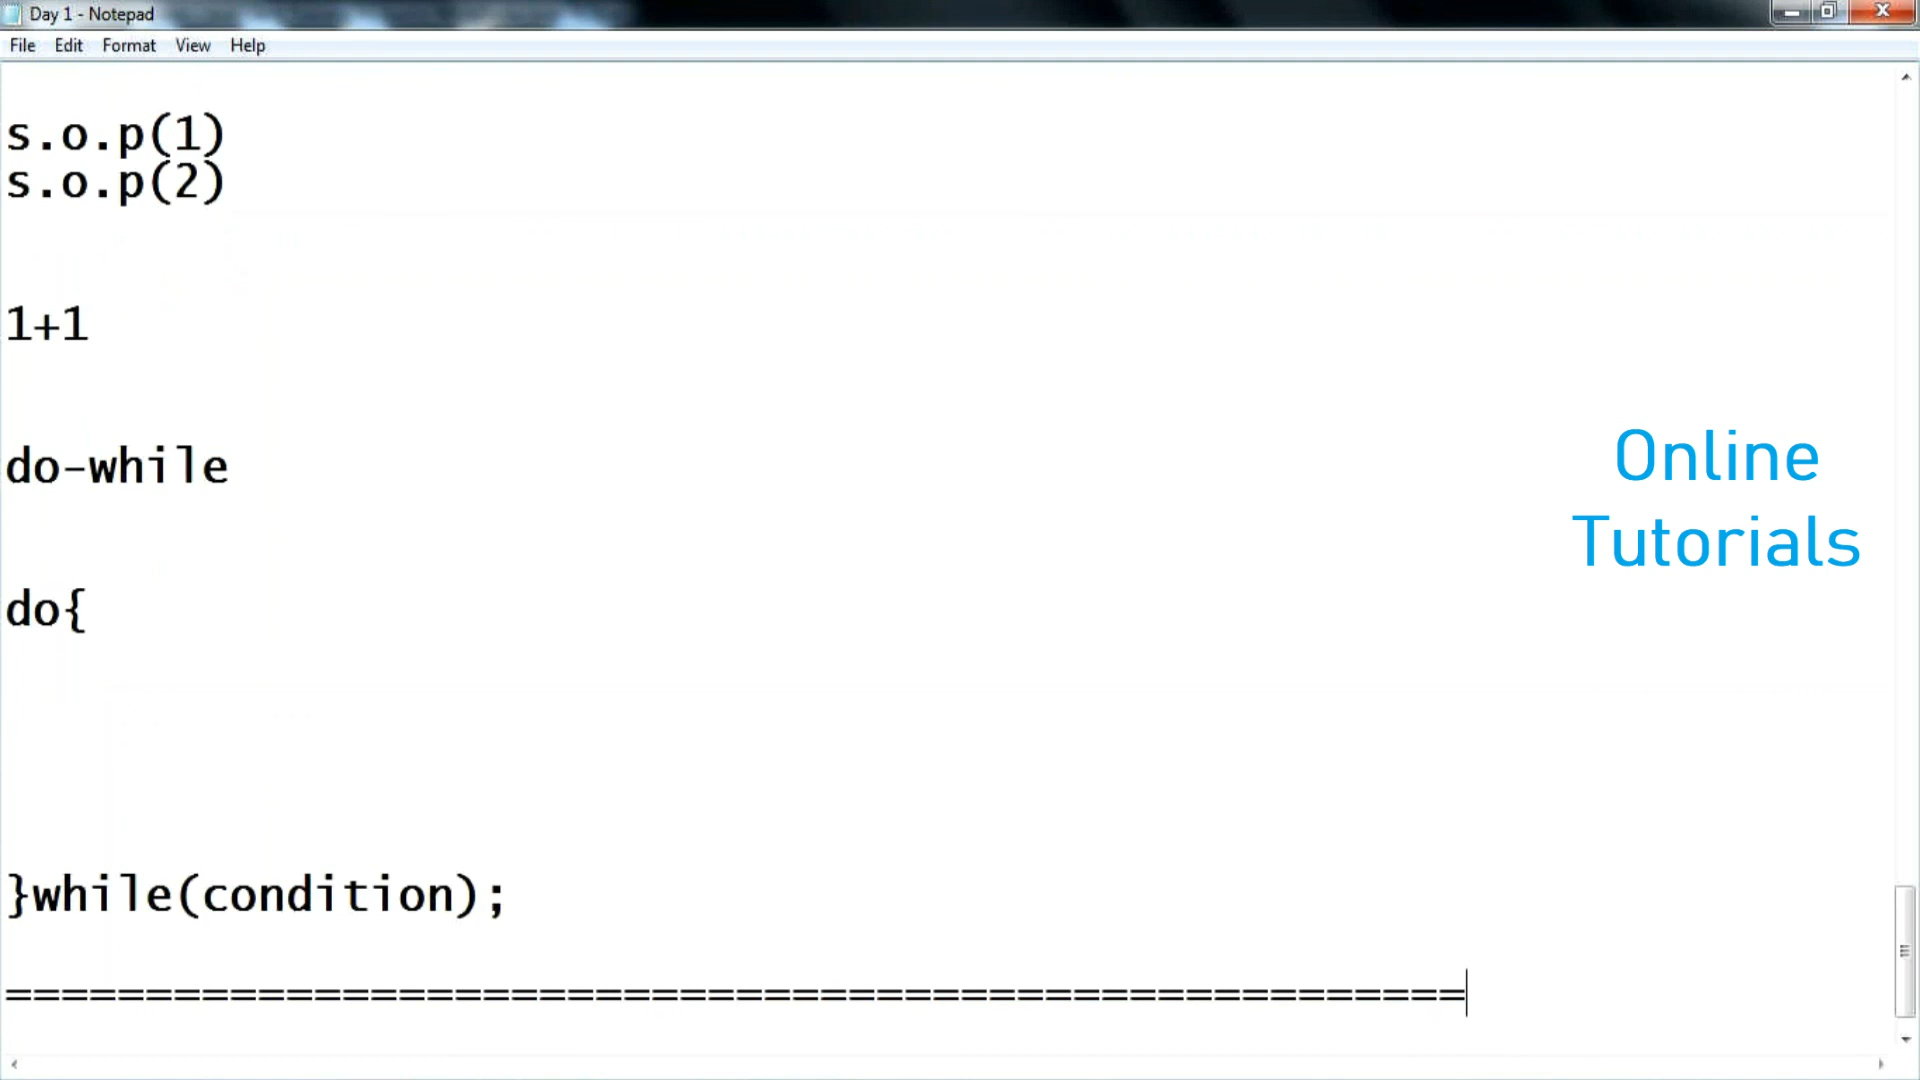 Day 1 - Notepad
File Edit Format View Help
s.o.p(1)
s.o.p(2)
1+1
do-while
do{
}while(condition);
====================================================
Online
Tutorials